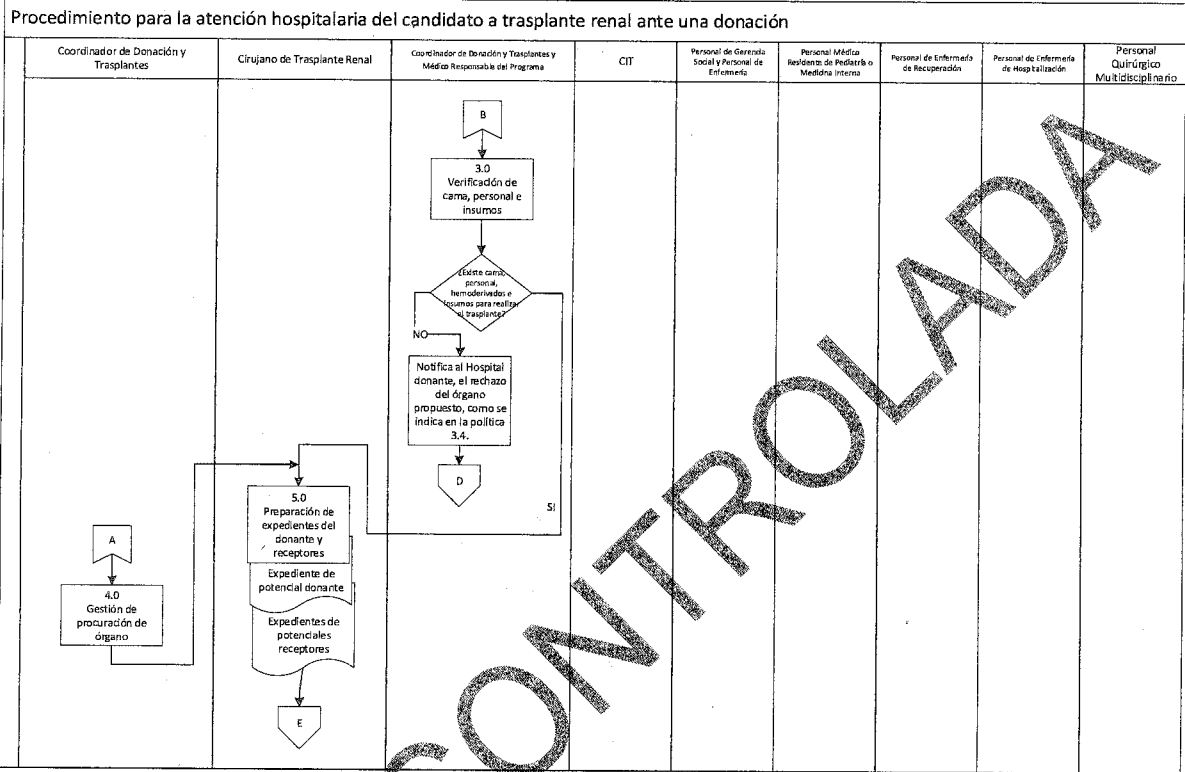 Procedimiento para la atención hospitalaria del candidato a trasplante renal ante una donación
Coordinador de Donación y
Trasplantes
Cirujano de Trasplante Renal
Coordinador de Donación y Trasplantes y
Médico Responsable del Programa
CIT
Personal de Gerencia
Social y Personal de
Enfermería
Personal Médico
Residente de Pediatría o
Medicina Interna
Personal de Enfermería
de Recuperación
Personal de Enfermería
de Hospitalización
Personal
Quirúrgico
Multidisciplinario
B
3.0
Verificación de
cama, personal e
insumos
¿Existe cama,
personal,
hemoderivados e
insumos para realizar
el trasplante?
NO
Notifica al Hospital
donante, el rechazo
del órgano
propuesto, como se
indica en la política
3.4.
D
SI
5.0
Preparación de
expedientes del
donante y
receptores
Expediente de
potencial donante
Expedientes de
potenciales
receptores
E
A
4.0
Gestión de
procuración de
órgano
CONTROLADA